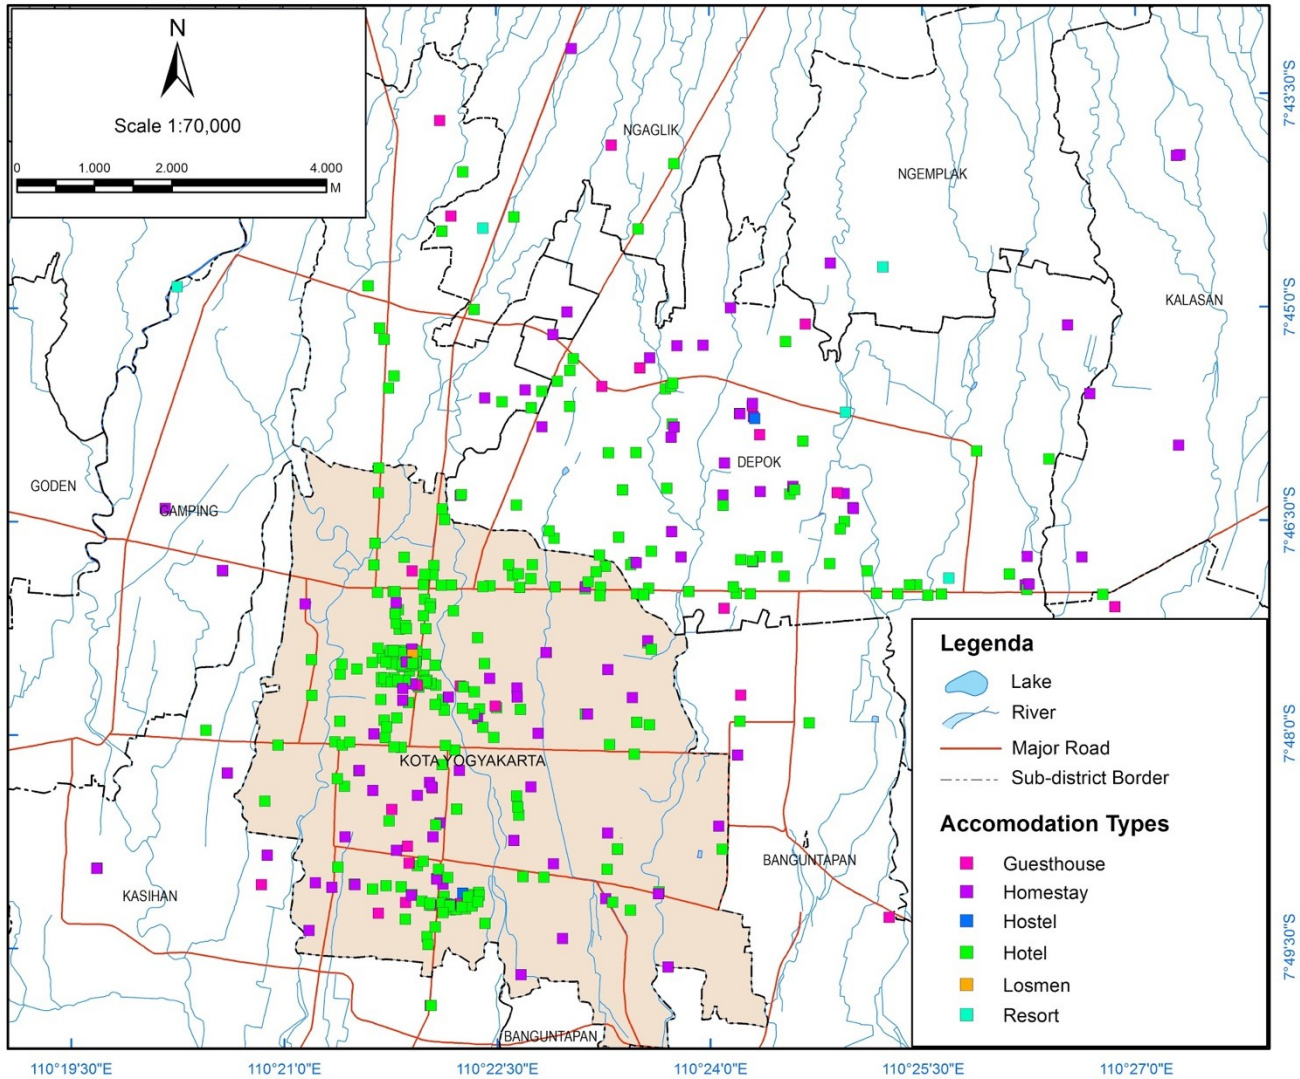 N
Scale 1:70,000
0 1.000 2.000 4.000
M
NGAGLIK
NGEMPLAK
KALASAN
DEPOK
GODEN
GAMPING
KOTA YOGYAKARTA
BANGUNTAPAN
KASIHAN
BANGUNTAPAN
Legenda
Lake
River
Major Road
Sub-district Border
Accomodation Types
Guesthouse
Homestay
Hostel
Hotel
Losmen
Resort
7°43'30"S
7°45'0"S
7°46'30"S
7°48'0"S
7°49'30"S
110°19'30"E
110°21'0"E
110°22'30"E
110°24'0"E
110°25'30"E
110°27'0"E